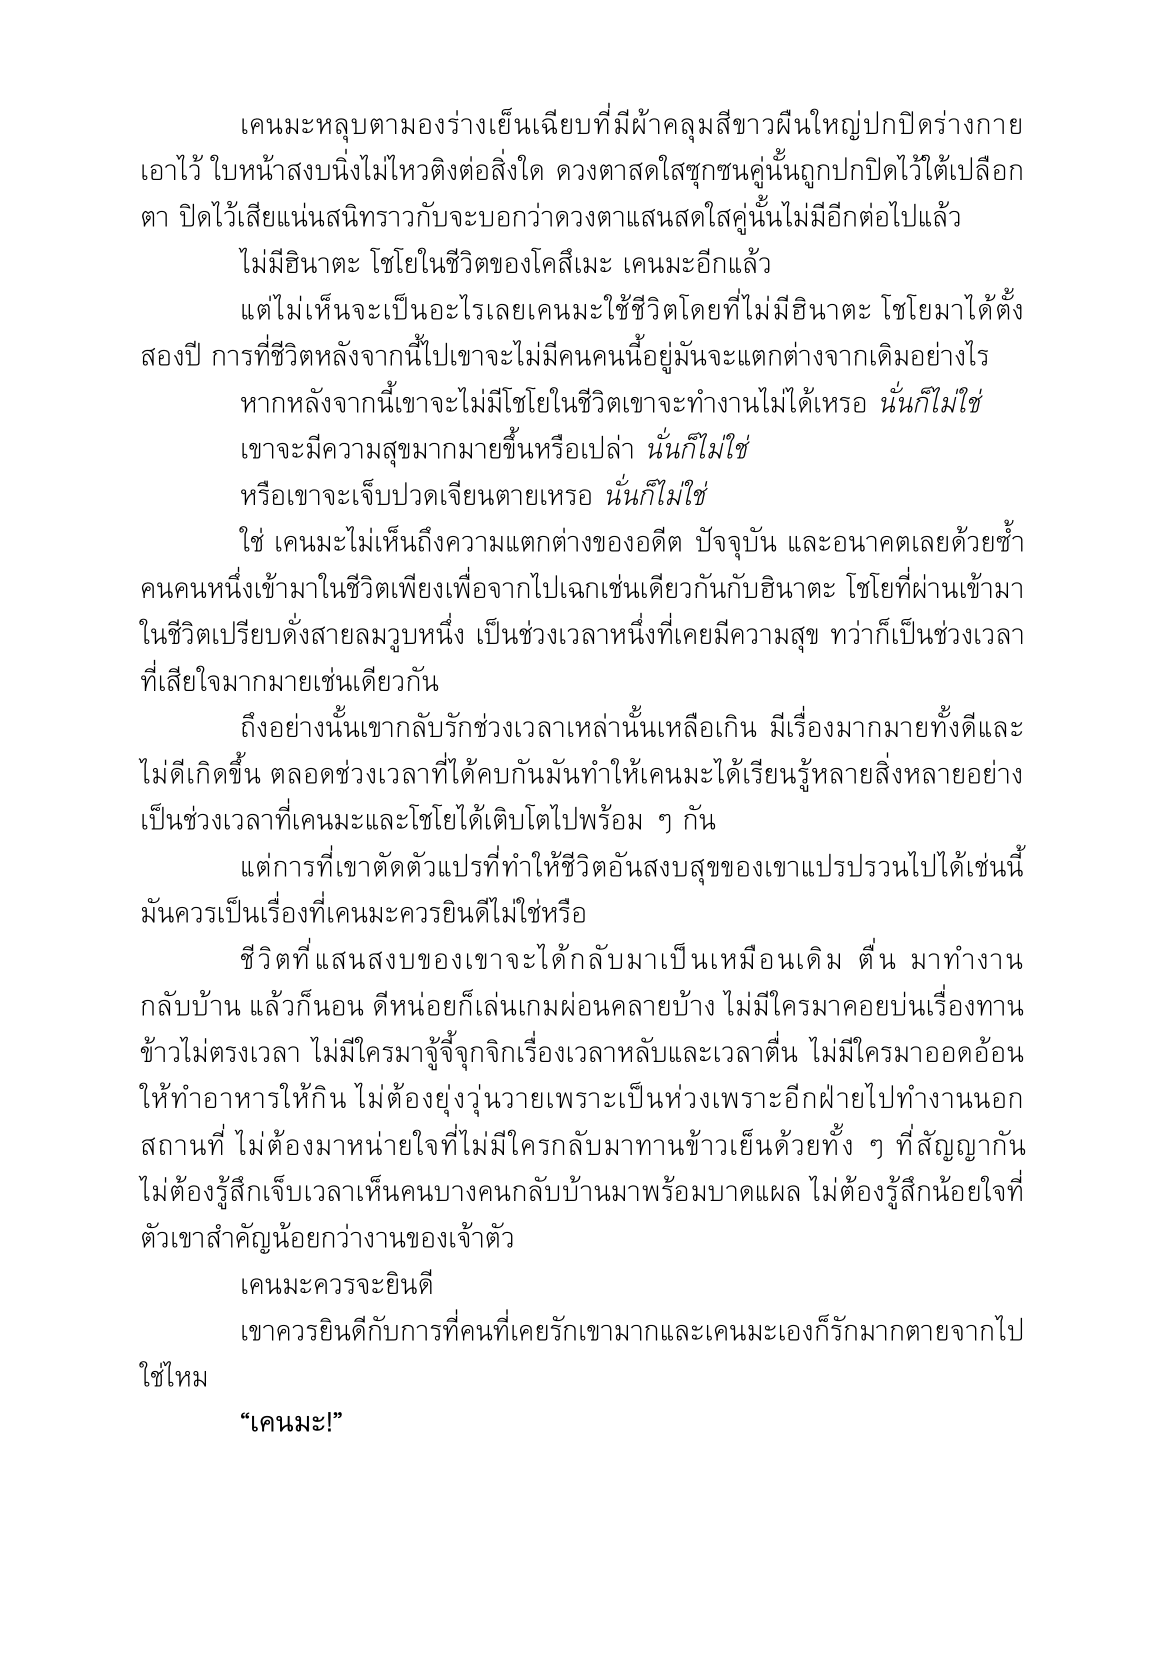 เคนมะหลุบตามองร่างเย็นเฉียบที่มีผ้าคลุมสีขาวผืนใหญ่ปกปิดร่างกาย
เอาไว้ ใบหน้าสงบนิ่งไม่ไหวติงต่อสิ่งใด ดวงตาสดใสซุกซนคู่นั้นถูกปกปิดไว้ใต้เปลือก
ตา ปิดไว้เสียแน่นสนิทราวกับจะบอกว่าดวงตาแสนสดใสคู่นั้นไม่มีอีกต่อไปแล้ว
ไม่มีฮินาตะ โชโยในชีวิตของโคสึเมะ เคนมะอีกแล้ว
แต่ไม่เห็นจะเป็นอะไรเลยเคนมะใช้ชีวิตโดยที่ไม่มีฮินาตะ โชโยมาได้ตั้ง
สองปี การที่ชีวิตหลังจากนี้ไปเขาจะไม่มีคนคนนี้อยู่มันจะแตกต่างจากเดิมอย่างไร
หากหลังจากนี้เขาจะไม่มีโชโยในชีวิตเขาจะทำงานไม่ได้เหรอ นั่นก็ไม่ใช่
เขาจะมีความสุขมากมายขึ้นหรือเปล่า นั่นก็ไม่ใช่
หรือเขาจะเจ็บปวดเจียนตายเหรอ นั่นก็ไม่ใช่
ใช่ เคนมะไม่เห็นถึงความแตกต่างของอดีต ปัจจุบัน และอนาคตเลยด้วยซ้ำ
คนคนหนึ่งเข้ามาในชีวิตเพียงเพื่อจากไปเฉกเช่นเดียวกันกับฮินาตะ โชโยที่ผ่านเข้ามา
ในชีวิตเปรียบดั่งสายลมวูบหนึ่ง เป็นช่วงเวลาหนึ่งที่เคยมีความสุข ทว่าก็เป็นช่วงเวลา
ที่เสียใจมากมายเช่นเดียวกัน
ถึงอย่างนั้นเขากลับรักช่วงเวลาเหล่านั้นเหลือเกิน มีเรื่องมากมายทั้งดีและ
ไม่ดีเกิดขึ้น ตลอดช่วงเวลาที่ได้คบกันมันทำให้เคนมะได้เรียนรู้หลายสิ่งหลายอย่าง
เป็นช่วงเวลาที่เคนมะและโชโยได้เติบโตไปพร้อม ๆ กัน
แต่การที่เขาตัดตัวแปรที่ทำให้ชีวิตอันสงบสุขของเขาแปรปรวนไปได้เช่นนี้
มันควรเป็นเรื่องที่เคนมะควรยินดีไม่ใช่หรือ
ชีวิตที่แสนสงบของเขาจะได้กลับมาเป็นเหมือนเดิม ตื่น มาทำงาน
กลับบ้าน แล้วก็นอน ดีหน่อยก็เล่นเกมผ่อนคลายบ้าง ไม่มีใครมาคอยบ่นเรื่องทาน
ข้าวไม่ตรงเวลา ไม่มีใครมาจู้จี้จุกจิกเรื่องเวลาหลับและเวลาตื่น ไม่มีใครมาออดอ้อน
ให้ทำอาหารให้กิน ไม่ต้องยุ่งวุ่นวายเพราะเป็นห่วงเพราะอีกฝ่ายไปทำงานนอก
สถานที่ ไม่ต้องมาหน่ายใจที่ไม่มีใครกลับมาทานข้าวเย็นด้วยทั้ง ๆ ที่สัญญากัน
ไม่ต้องรู้สึกเจ็บเวลาเห็นคนบางคนกลับบ้านมาพร้อมบาดแผล ไม่ต้องรู้สึกน้อยใจที่
ตัวเขาสำคัญน้อยกว่างานของเจ้าตัว
เคนมะควรจะยินดี
เขาควรยินดีกับการที่คนที่เคยรักเขามากและเคนมะเองก็รักมากตายจากไป
ใช่ไหม
“เคนมะ!”